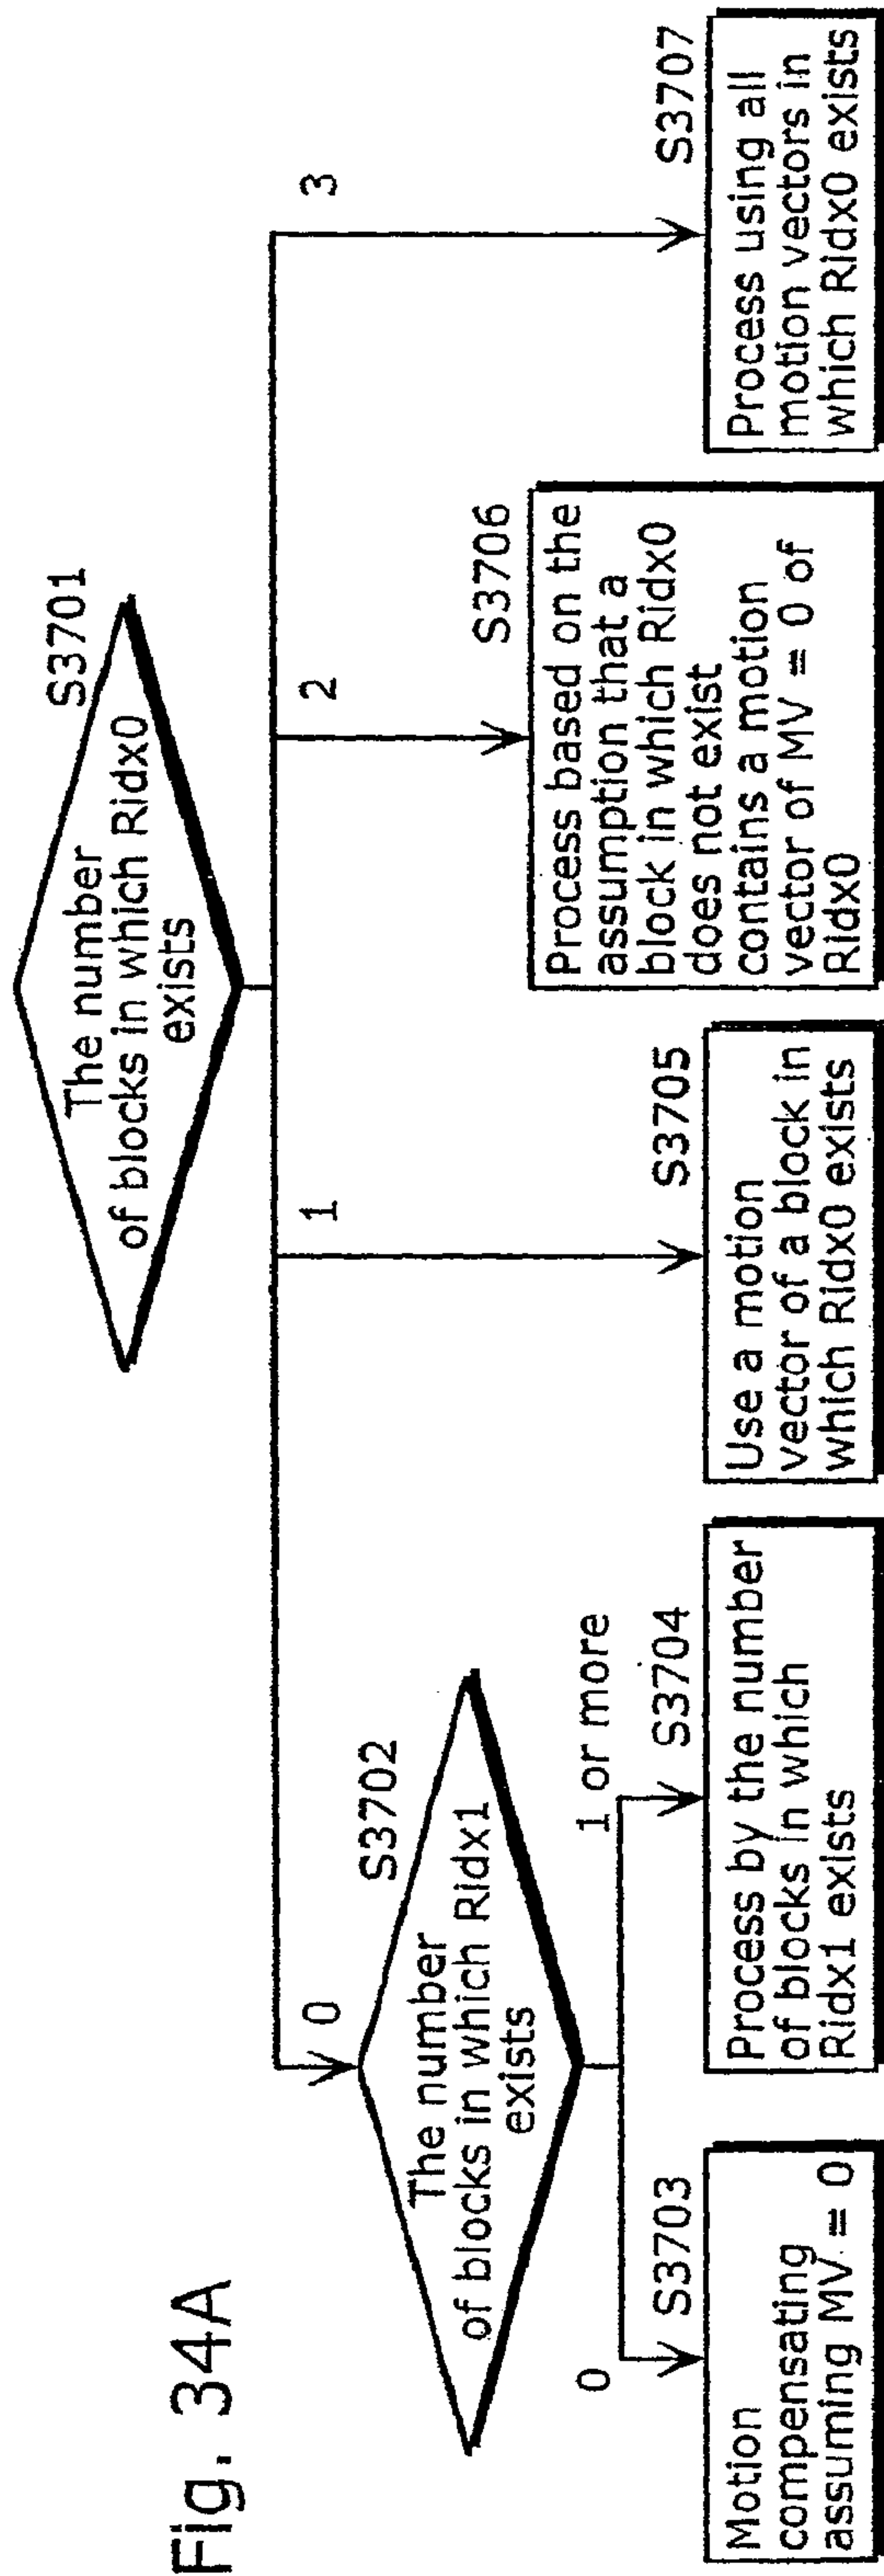 Fig. 34A
S3701
The number
of blocks in which Ridx0
exists
0
1
2
3
S3702
The number
of blocks in which Ridx1
exists
0
1 or more
S3703
Motion
compensating
assuming MV = 0
S3704
Process by the number
of blocks in which
Ridx1 exists
S3705
Use a motion
vector of a block in
which Ridx0 exists
S3706
Process based on the
assumption that a
block in which Ridx0
does not exist
contains a motion
vector of MV = 0 of
Ridx0
S3707
Process using all
motion vectors in
which Ridx0 exists